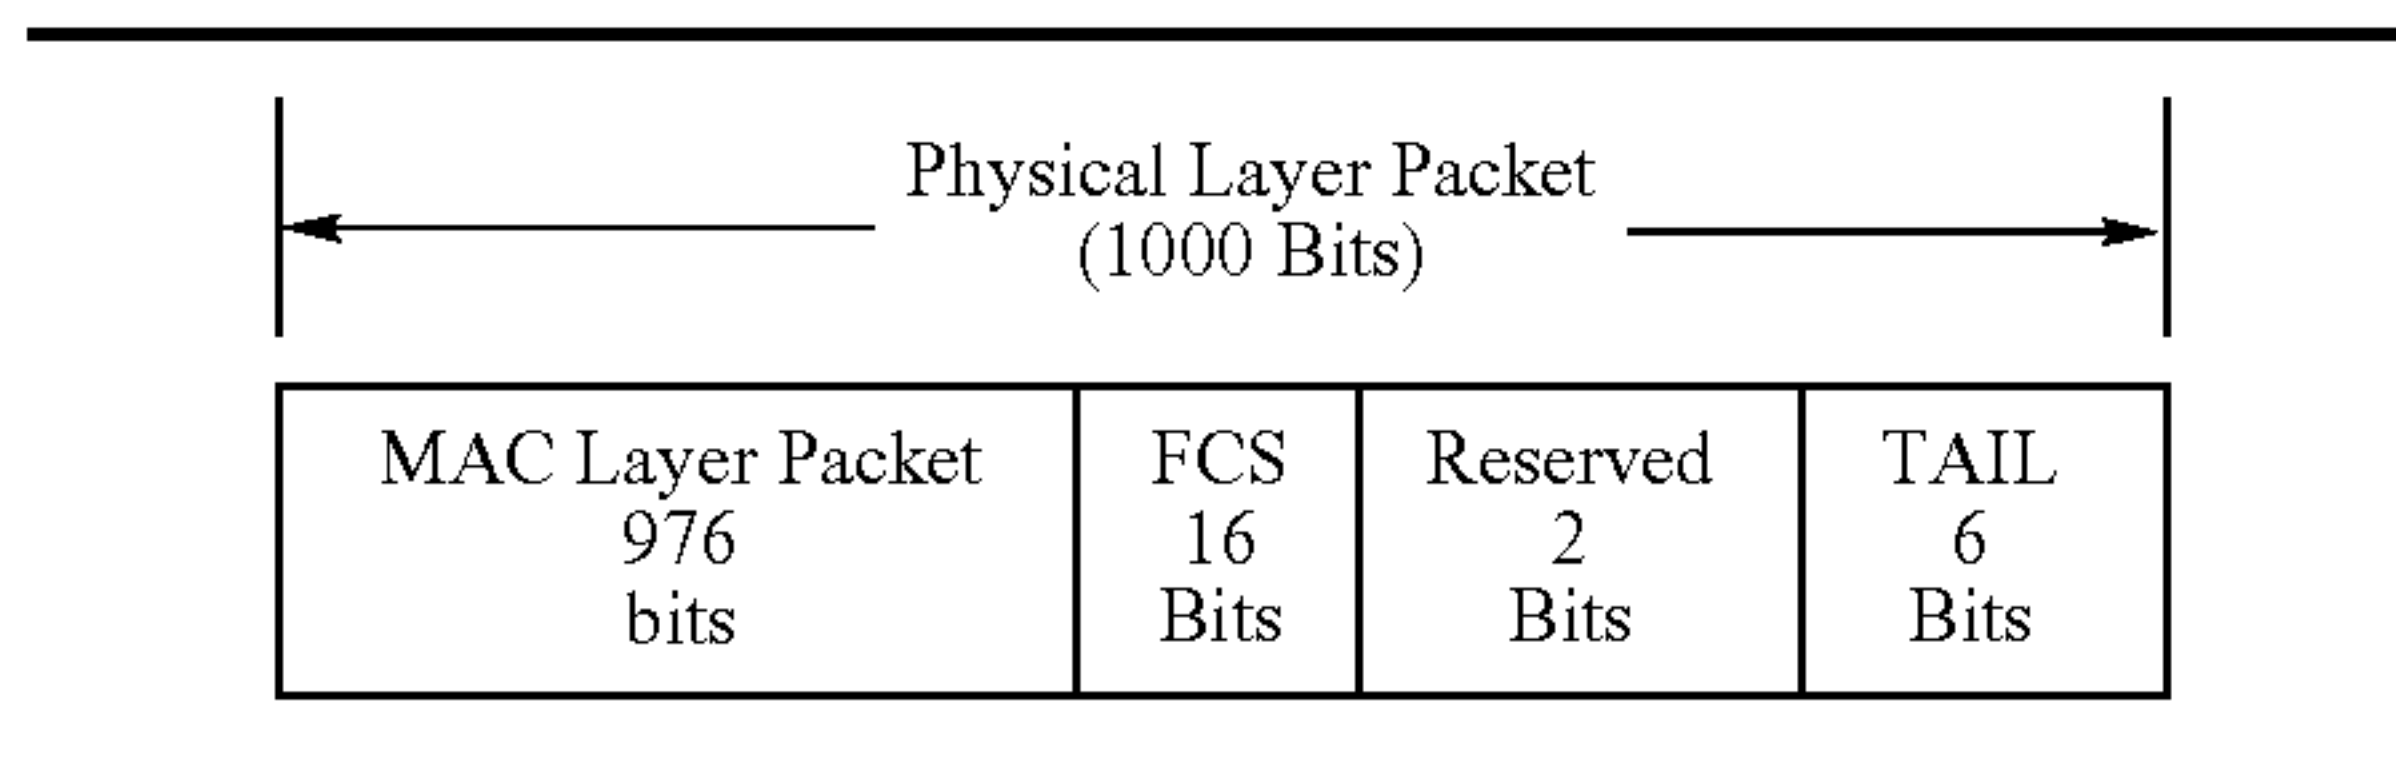 Physical Layer Packet
(1000 Bits)
MAC Layer Packet
976
bits
FCS
16
Bits
Reserved
2
Bits
TAIL
6
Bits